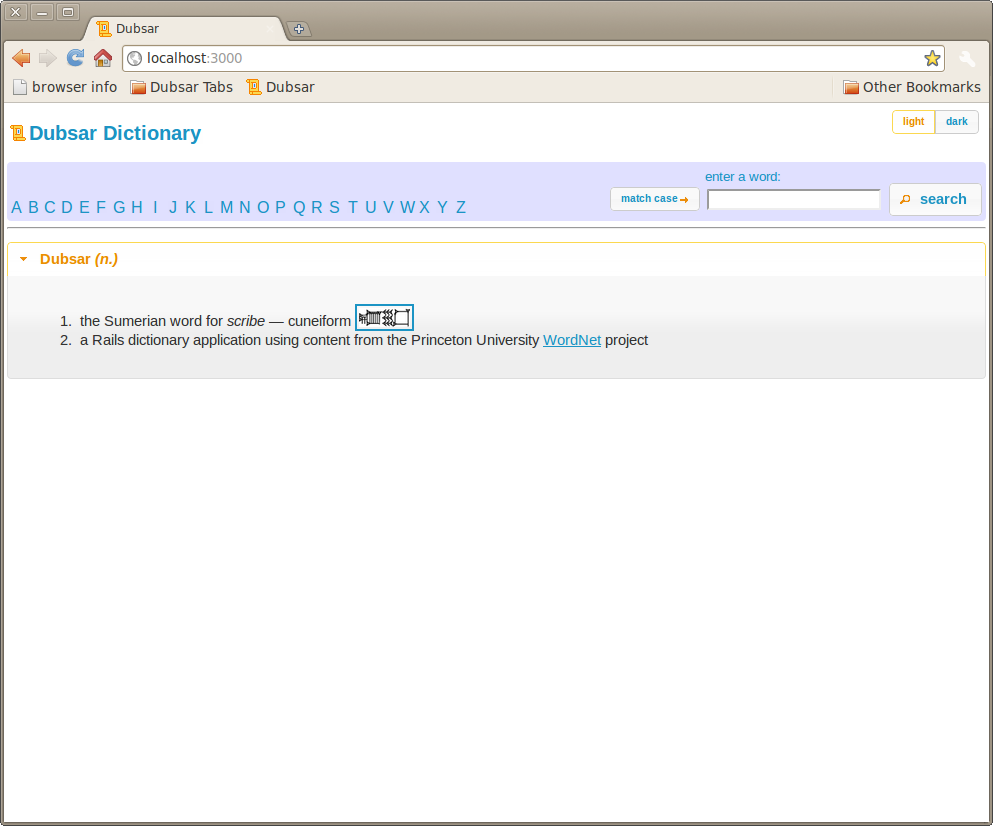 Dubsar
localhost:3000
browser info Dubsar Tabs Dubsar Other Bookmarks
Dubsar Dictionary light dark
enter a word:
A B C D E F G H I J K L M N O P Q R S T U V W X Y Z match case search
Dubsar (n.)
1. the Sumerian word for scribe — cuneiform
2. a Rails dictionary application using content from the Princeton University WordNet project